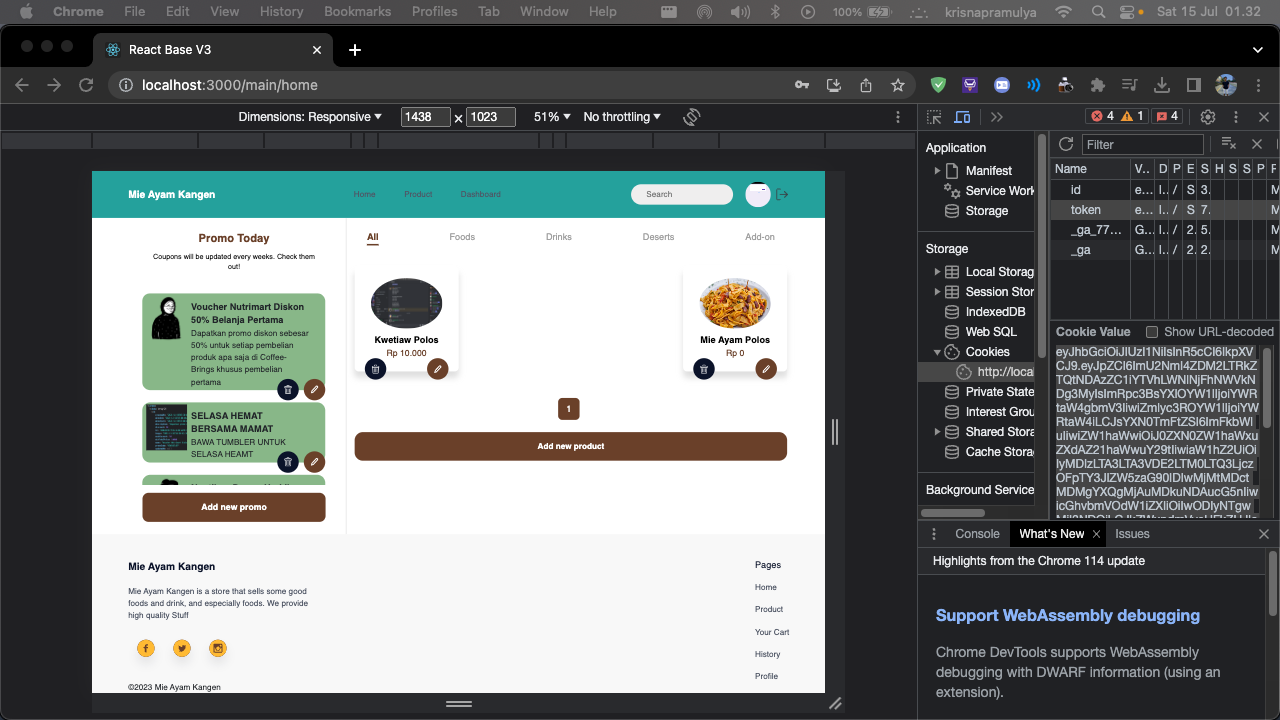 Chrome File Edit View History Bookmarks Profiles Tab Window Help 100% krisnapramulya Sat 15 Jul 01.32
React Base V3
localhost:3000/main/home
Dimensions: Responsive 1438 × 1023 51% No throttling
4 1 4
Mie Ayam Kangen Home Product Dashboard Search
Promo Today
Coupons will be updated every weeks. Check them
out!
Voucher Nutrimart Diskon
50% Belanja Pertama
Dapatkan promo diskon sebesar
50% untuk setiap pembelian
produk apa saja di Coffee-
Brings khusus pembelian
pertama
SELASA HEMAT
BERSAMA MAMAT
BAWA TUMBLER UNTUK
SELASA HEAMT
Add new promo
All Foods Drinks Deserts Add-on
Kwetiaw Polos
Rp 10.000
Mie Ayam Polos
Rp 0
1
Add new product
Mie Ayam Kangen
Mie Ayam Kangen is a store that sells some good
foods and drink, and especially foods. We provide
high quality Stuff
©2023 Mie Ayam Kangen
Pages
Home
Product
Your Cart
History
Profile
Application
Manifest
Service Work
Storage
Storage
Local Storag
Session Stor
IndexedDB
Web SQL
Cookies
http://local
Private State
Interest Grou
Shared Stora
Cache Storag
Background Service
Filter
Name V... D P E S H S S P
id e... l.. / S 3.
token e... l.. / S 7.
_ga_77... G... l.. / 2. 5.
_ga G... l.. / 2. 2.
Cookie Value Show URL-decoded
Console What's New Issues
Highlights from the Chrome 114 update
Support WebAssembly debugging
Chrome DevTools supports WebAssembly
debugging with DWARF information (using an
extension).